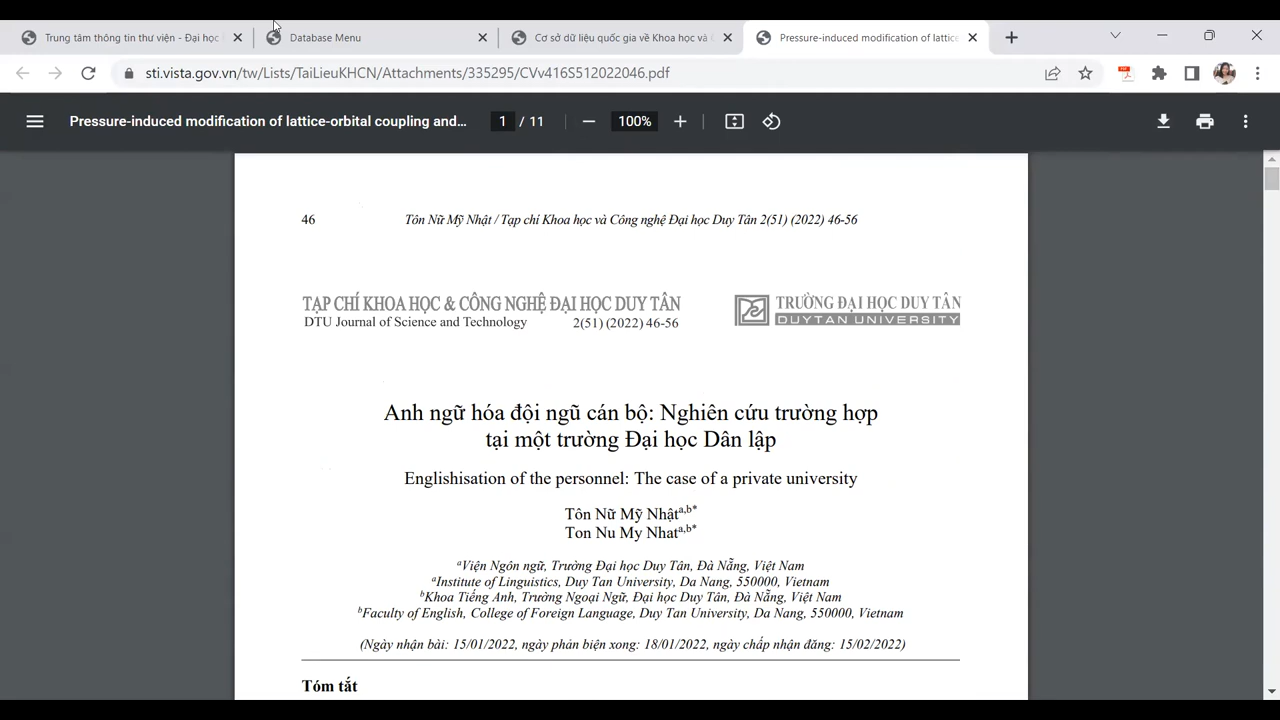 Trung tâm thông tin thư viện - Đại học
Database Menu
Cơ sở dữ liệu quốc gia về Khoa học và
Pressure-induced modification of lattice
sti.vista.gov.vn/tw/Lists/TaiLieuKHCN/Attachments/335295/CVv416S512022046.pdf
Pressure-induced modification of lattice-orbital coupling and...
1 / 11
100%
46 Tôn Nữ Mỹ Nhật / Tạp chí Khoa học và Công nghệ Đại học Duy Tân 2(51) (2022) 46-56
TẠP CHÍ KHOA HỌC & CÔNG NGHỆ ĐẠI HỌC DUY TÂN
DTU Journal of Science and Technology 2(51) (2022) 46-56
TRƯỜNG ĐẠI HỌC DUY TÂN
DUYTAN UNIVERSITY
Anh ngữ hóa đội ngũ cán bộ: Nghiên cứu trường hợp
tại một trường Đại học Dân lập
Englishisation of the personnel: The case of a private university
Tôn Nữ Mỹ Nhậtᵃ,ᵇ*
Ton Nu My Nhatᵃ,ᵇ*
ᵃViện Ngôn ngữ, Trường Đại học Duy Tân, Đà Nẵng, Việt Nam
ᵃInstitute of Linguistics, Duy Tan University, Da Nang, 550000, Vietnam
ᵇKhoa Tiếng Anh, Trường Ngoại Ngữ, Đại học Duy Tân, Đà Nẵng, Việt Nam
ᵇFaculty of English, College of Foreign Language, Duy Tan University, Da Nang, 550000, Vietnam
(Ngày nhận bài: 15/01/2022, ngày phản biện xong: 18/01/2022, ngày chấp nhận đăng: 15/02/2022)
Tóm tắt